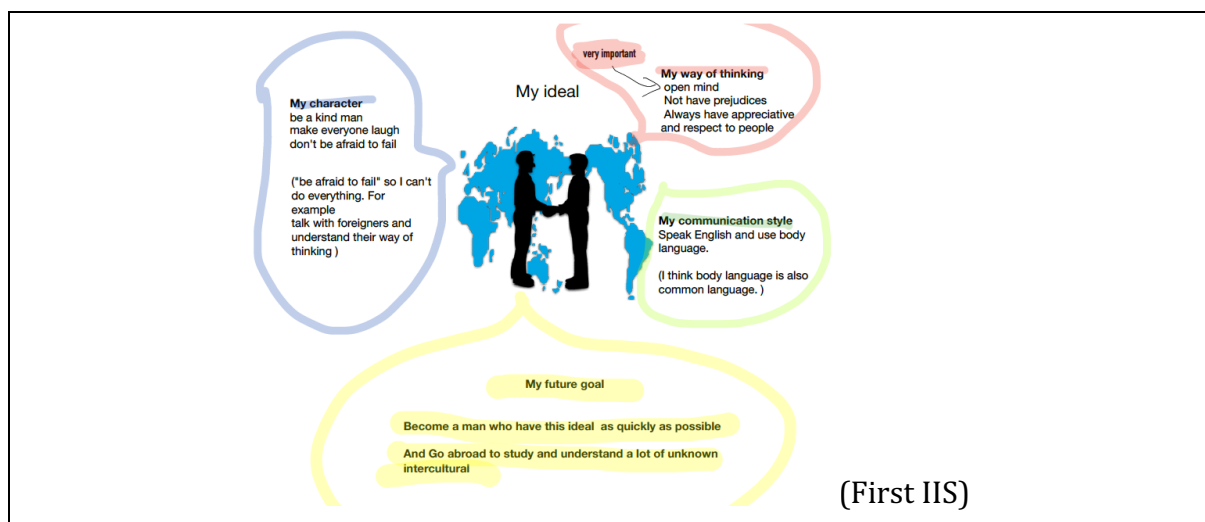 My ideal
My character
be a kind man
make everyone laugh
don't be afraid to fail
("be afraid to fail" so I can't
do everything. For
example
talk with foreigners and
understand their way of
thinking )
very important
My way of thinking
open mind
Not have prejudices
Always have appreciative
and respect to people
My communication style
Speak English and use body
language.
(I think body language is also
common language. )
My future goal
Become a man who have this ideal as quickly as possible
And Go abroad to study and understand a lot of unknown
intercultural
(First IIS)